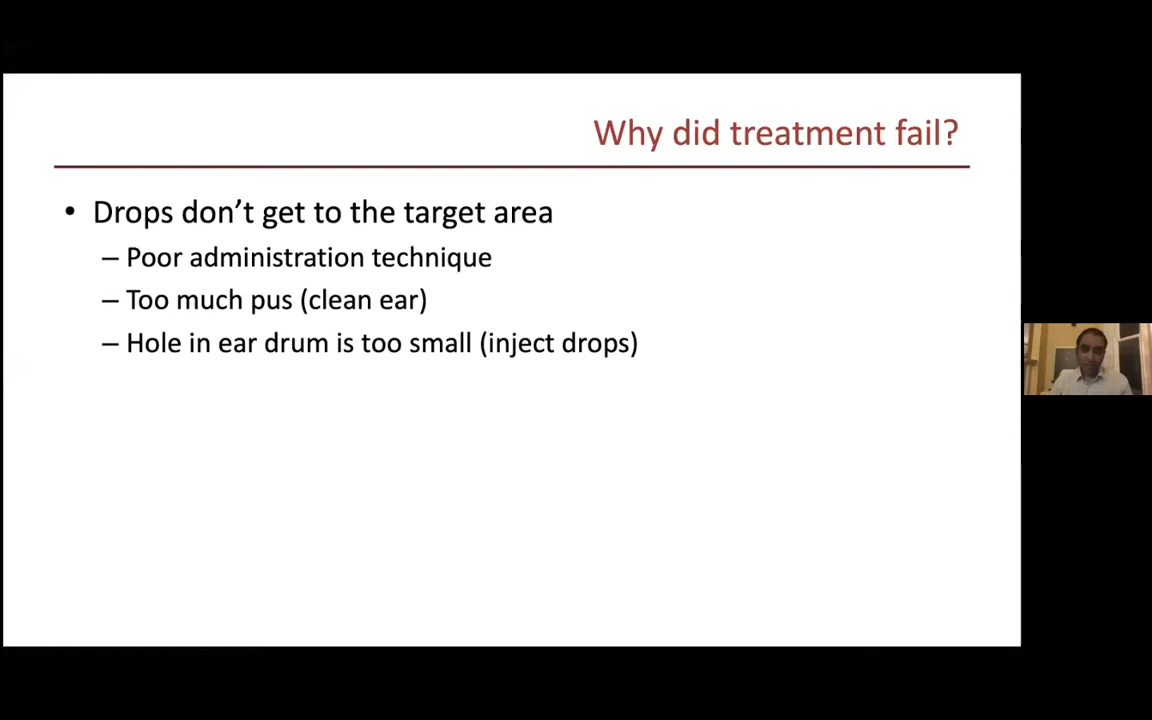 Why did treatment fail?
• Drops don’t get to the target area
– Poor administration technique
– Too much pus (clean ear)
– Hole in ear drum is too small (inject drops)